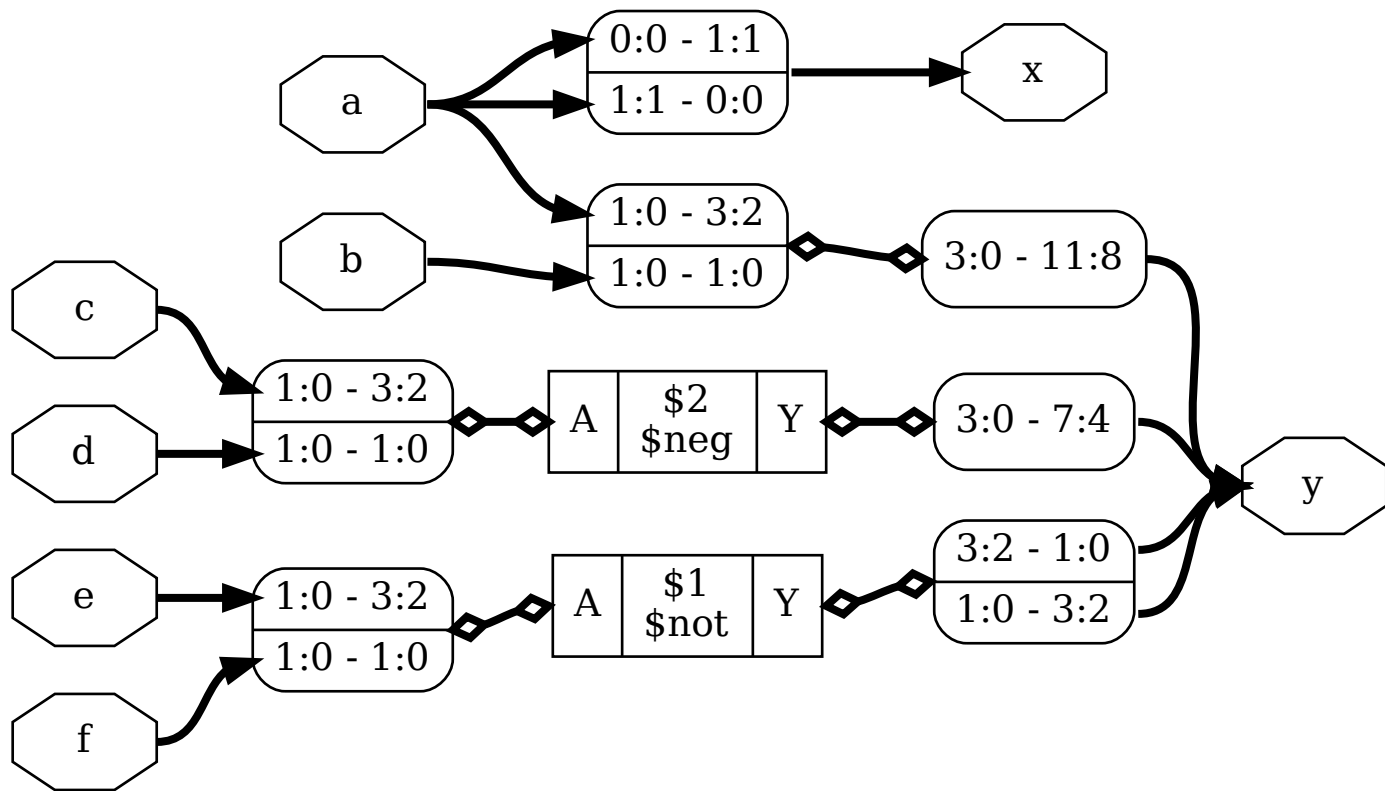 a
0:0 - 1:1
1:1 - 0:0
x
b
1:0 - 3:2
1:0 - 1:0
3:0 - 11:8
c
d
1:0 - 3:2
1:0 - 1:0
A
$2
$neg
Y
3:0 - 7:4
y
e
f
1:0 - 3:2
1:0 - 1:0
A
$1
$not
Y
3:2 - 1:0
1:0 - 3:2